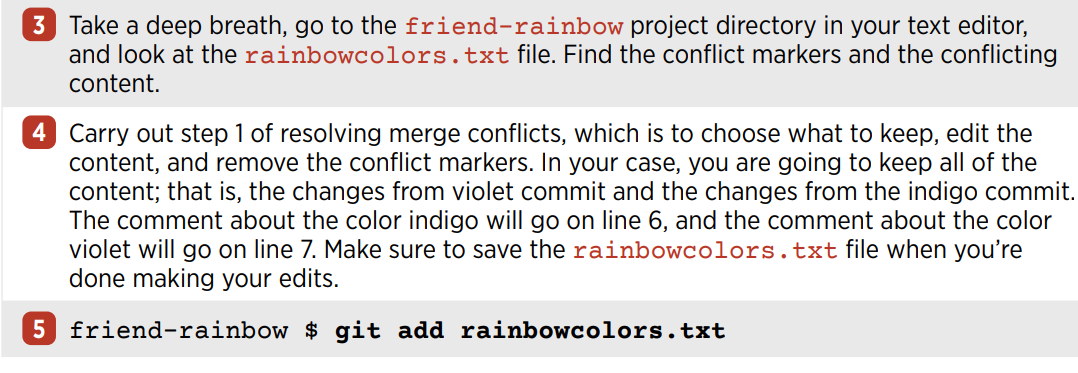 3 Take a deep breath, go to the friend-rainbow project directory in your text editor,
and look at the rainbowcolors.txt file. Find the conflict markers and the conflicting
content.
4 Carry out step 1 of resolving merge conflicts, which is to choose what to keep, edit the
content, and remove the conflict markers. In your case, you are going to keep all of the
content; that is, the changes from violet commit and the changes from the indigo commit.
The comment about the color indigo will go on line 6, and the comment about the color
violet will go on line 7. Make sure to save the rainbowcolors.txt file when you’re
done making your edits.
5 friend-rainbow $ git add rainbowcolors.txt